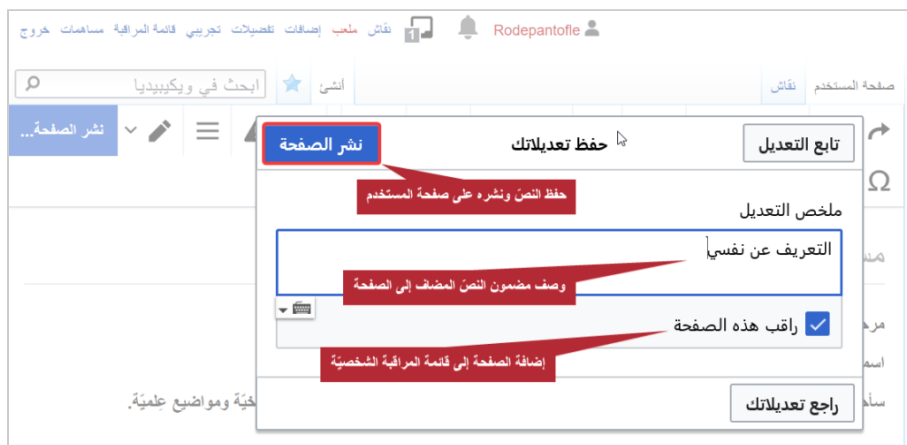 Rodepantofle 1 نقاش ملعب إضافات تفضيلات تجريبي قائمة المراقبة مساهمات خروج
صفحة المستخدم نقاش أنشئ ابحث في ويكيبيديا
نشر الصفحة...
تابع التعديل حفظ تعديلاتك نشر الصفحة
Ω
حفظ النصّ ونشره على صفحة المستخدم
ملخص التعديل
التعريف عن نفسي
وصف مضمون النصّ المضاف إلى الصفحة
راقب هذه الصفحة
إضافة الصفحة إلى قائمة المراقبة الشخصيّة
راجع تعديلاتك
ومواضيع علميّة.